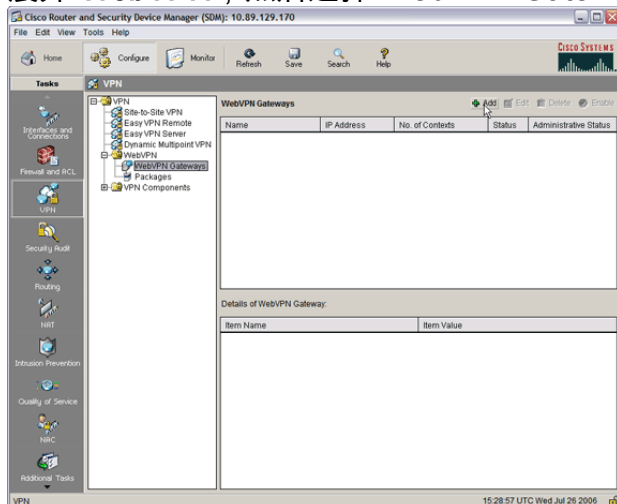 Cisco Router and Security Device Manager (SDM): 10.89.129.170
File Edit View Tools Help
Home Configure Monitor Refresh Save Search Help
CISCO SYSTEMS
Tasks
VPN
Interfaces and Connections
Firewall and ACL
VPN
Security Audit
Routing
NAT
Intrusion Prevention
Quality of Service
NAC
Additional Tasks
VPN
Site-to-Site VPN
Easy VPN Remote
Easy VPN Server
Dynamic Multipoint VPN
WebVPN
WebVPN Gateways
Packages
VPN Components
WebVPN Gateways
Add Edit Delete Enable
Name IP Address No. of Contexts Status Administrative Status
Details of WebVPN Gateway:
Item Name Item Value
VPN
15:28:57 UTC Wed Jul 26 2006